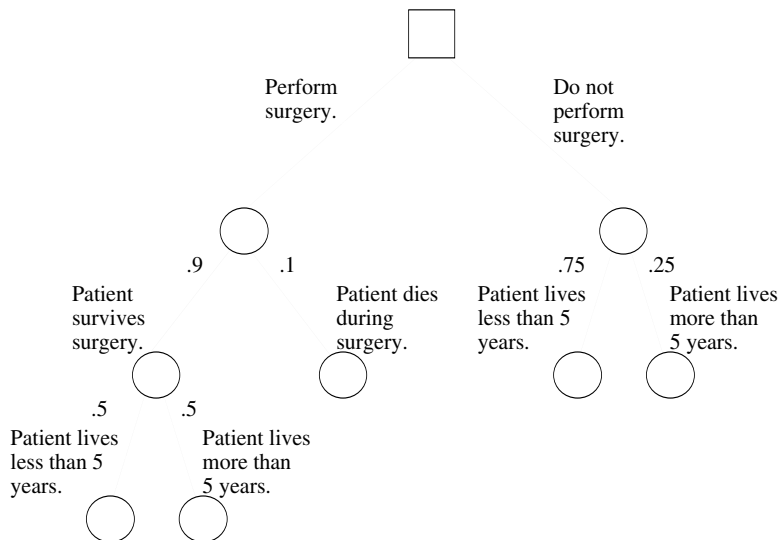 Perform
surgery.
Do not
perform
surgery.
.9
.1
.75
.25
Patient
survives
surgery.
Patient dies
during
surgery.
Patient lives
less than 5
years.
Patient lives
more than
5 years.
.5
.5
Patient lives
less than 5
years.
Patient lives
more than
5 years.